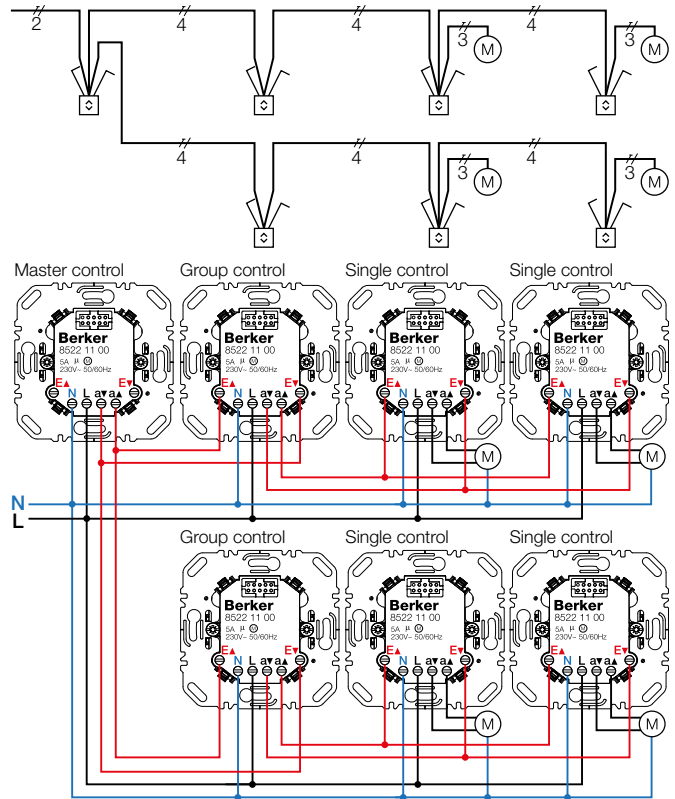 2 4 4 3 M 4 3 M
4 4 3 M 4 3 M
Master control Group control Single control Single control
Berker Berker Berker Berker
8522 11 00 8522 11 00 8522 11 00 8522 11 00
5A µ M 5A µ M 5A µ M 5A µ M
230V~ 50/60Hz 230V~ 50/60Hz 230V~ 50/60Hz 230V~ 50/60Hz
E▲ N L a▼ a▲ E▼ E▲ N L a▼ a▲ E▼ E▲ N L a▼ a▲ E▼ E▲ N L a▼ a▲ E▼
M M
N
L
Group control Single control Single control
Berker Berker Berker
8522 11 00 8522 11 00 8522 11 00
5A µ M 5A µ M 5A µ M
230V~ 50/60Hz 230V~ 50/60Hz 230V~ 50/60Hz
E▲ N L a▼ a▲ E▼ E▲ N L a▼ a▲ E▼ E▲ N L a▼ a▲ E▼
M M